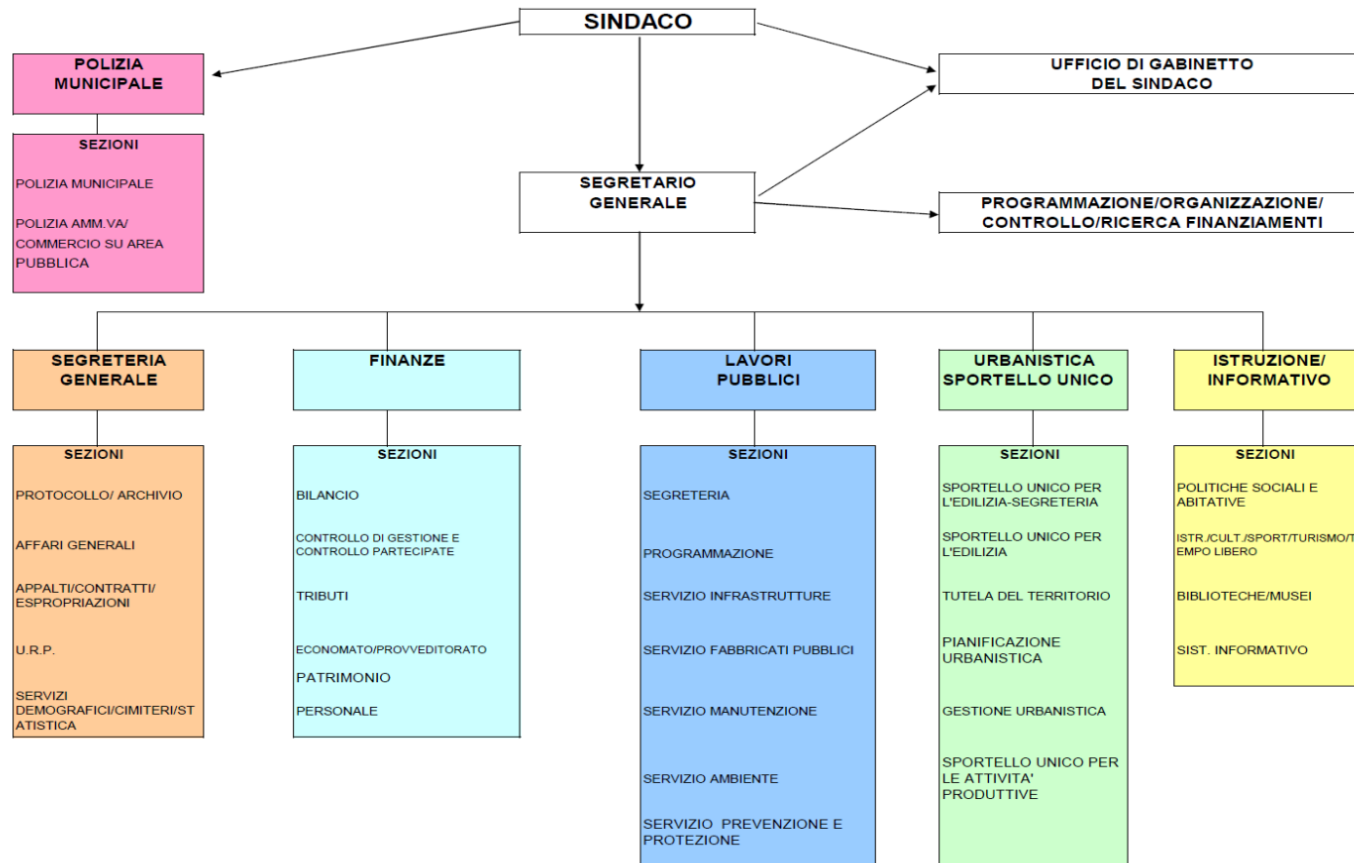 SINDACO
POLIZIA
MUNICIPALE
UFFICIO DI GABINETTO
DEL SINDACO
SEZIONI
POLIZIA MUNICIPALE
POLIZIA AMM.VA/
COMMERCIO SU AREA
PUBBLICA
SEGRETARIO
GENERALE
PROGRAMMAZIONE/ORGANIZZAZIONE/
CONTROLLO/RICERCA FINANZIAMENTI
SEGRETERIA
GENERALE
FINANZE
LAVORI
PUBBLICI
URBANISTICA
SPORTELLO UNICO
ISTRUZIONE/
INFORMATIVO
SEZIONI
PROTOCOLLO/ ARCHIVIO
AFFARI GENERALI
APPALTI/CONTRATTI/
ESPROPRIAZIONI
U.R.P.
SERVIZI
DEMOGRAFICI/CIMITERI/ST
ATISTICA
SEZIONI
BILANCIO
CONTROLLO DI GESTIONE E
CONTROLLO PARTECIPATE
TRIBUTI
ECONOMATO/PROVVEDITORATO
PATRIMONIO
PERSONALE
SEZIONI
SEGRETERIA
PROGRAMMAZIONE
SERVIZIO INFRASTRUTTURE
SERVIZIO FABBRICATI PUBBLICI
SERVIZIO MANUTENZIONE
SERVIZIO AMBIENTE
SERVIZIO PREVENZIONE E
PROTEZIONE
SEZIONI
SPORTELLO UNICO PER
L'EDILIZIA-SEGRETERIA
SPORTELLO UNICO PER
L'EDILIZIA
TUTELA DEL TERRITORIO
PIANIFICAZIONE
URBANISTICA
GESTIONE URBANISTICA
SPORTELLO UNICO PER
LE ATTIVITA'
PRODUTTIVE
SEZIONI
POLITICHE SOCIALI E
ABITATIVE
ISTR./CULT./SPORT/TURISMO/T
EMPO LIBERO
BIBLIOTECHE/MUSEI
SIST. INFORMATIVO